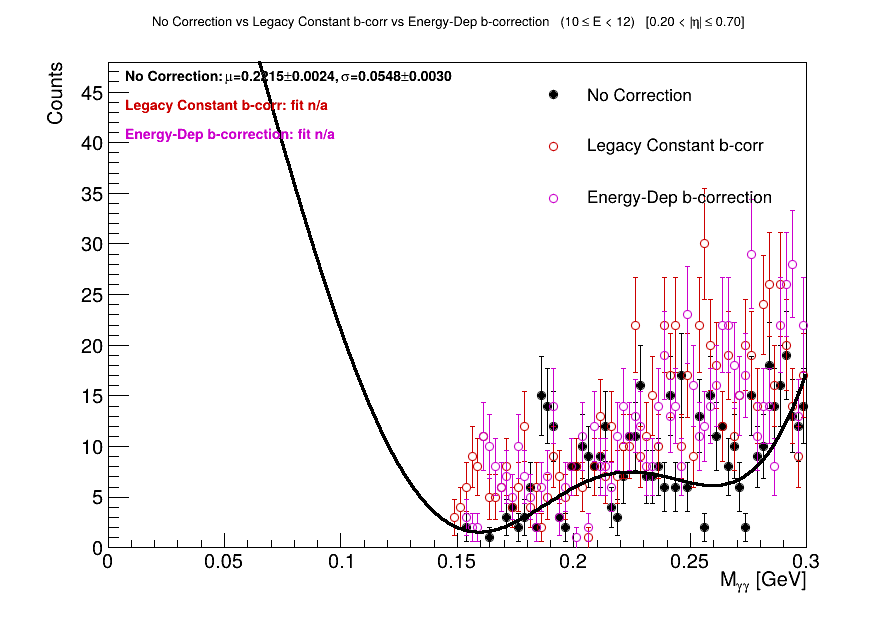 No Correction vs Legacy Constant b-corr vs Energy-Dep b-correction (10 ≤ E < 12) [0.20 < |η| ≤ 0.70]
No Correction: μ=0.2215±0.0024, σ=0.0548±0.0030
Legacy Constant b-corr: fit n/a
Energy-Dep b-correction: fit n/a
No Correction
Legacy Constant b-corr
Energy-Dep b-correction
Counts
45
40
35
30
25
20
15
10
5
0
0 0.05 0.1 0.15 0.2 0.25 0.3
Mγγ [GeV]